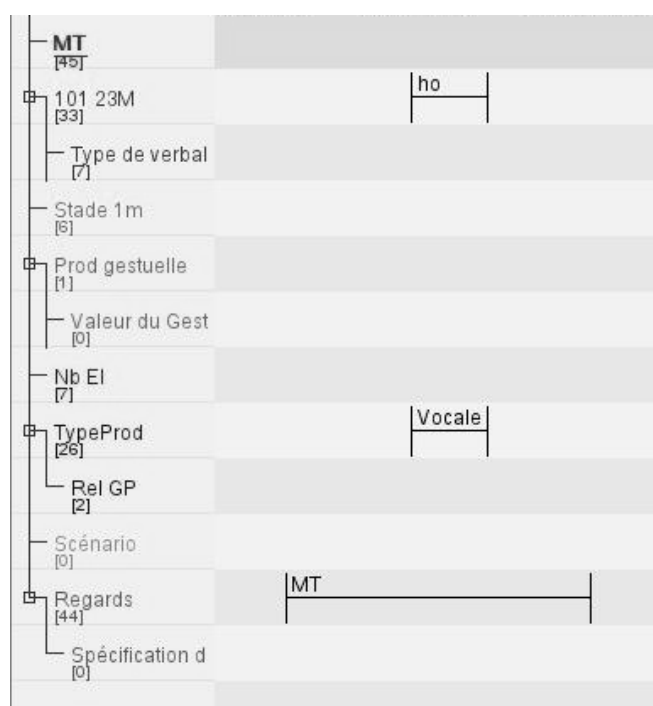 MT
[45]
101 23M
[33]
ho
Type de verbal
[7]
Stade 1m
[6]
Prod gestuelle
[1]
Valeur du Gest
[0]
Nb EI
[7]
TypeProd
[26]
Vocale
Rel GP
[2]
Scénario
[0]
Regards
[44]
MT
Spécification d
[0]